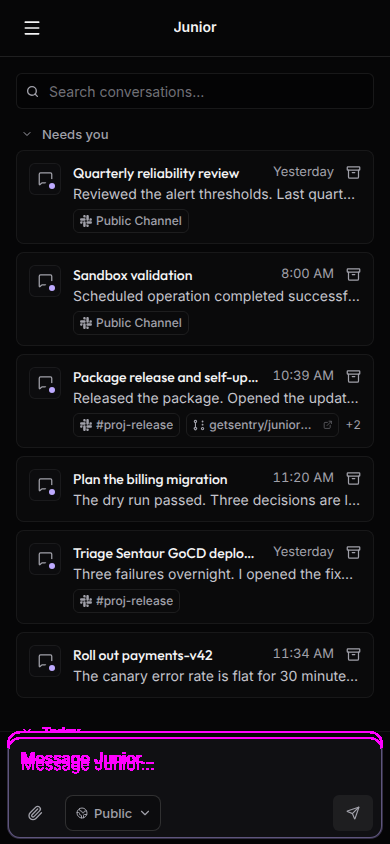 Junior
Search conversations...
Needs you
Quarterly reliability review
Yesterday
Reviewed the alert thresholds. Last quart...
Public Channel
Sandbox validation
8:00 AM
Scheduled operation completed successf...
Public Channel
Package release and self-up...
10:39 AM
Released the package. Opened the updat...
#proj-release
getsentry/junior...
+2
Plan the billing migration
11:20 AM
The dry run passed. Three decisions are l...
Triage Sentaur GoCD deplo...
Yesterday
Three failures overnight. I opened the fix...
#proj-release
Roll out payments-v42
11:34 AM
The canary error rate is flat for 30 minute...
Today
Message Junior...
Public